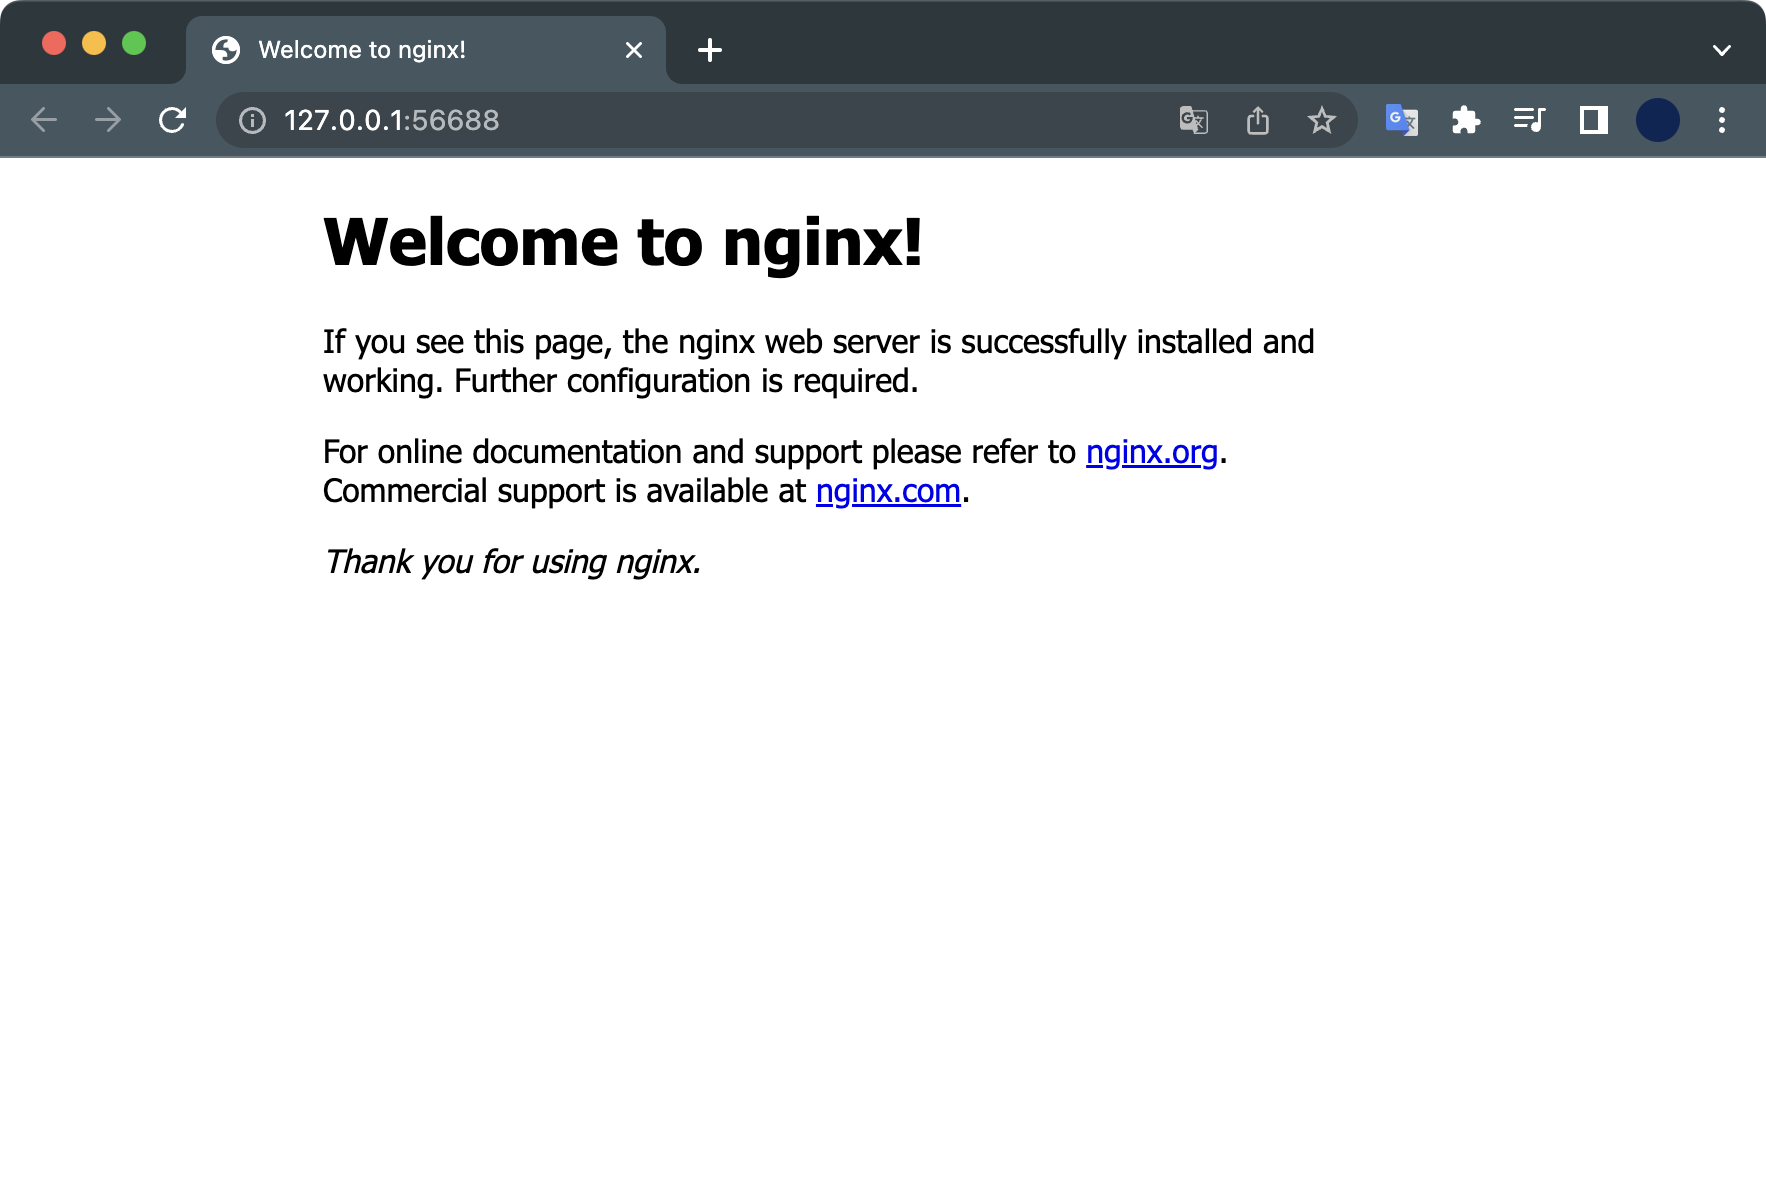 Welcome to nginx!
127.0.0.1:56688
Welcome to nginx!
If you see this page, the nginx web server is successfully installed and
working. Further configuration is required.
For online documentation and support please refer to nginx.org.
Commercial support is available at nginx.com.
Thank you for using nginx.